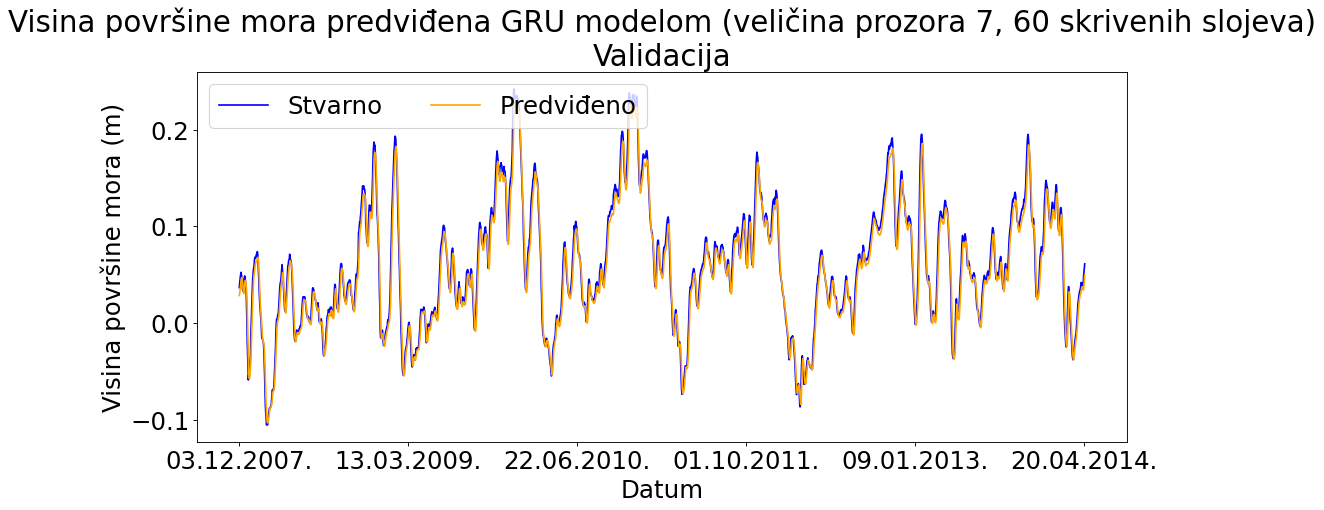 Visina površine mora predviđena GRU modelom (veličina prozora 7, 60 skrivenih slojeva)
Validacija
Stvarno
Predviđeno
Visina površine mora (m)
0.2
0.1
0.0
−0.1
03.12.2007.
13.03.2009.
22.06.2010.
01.10.2011.
09.01.2013.
20.04.2014.
Datum